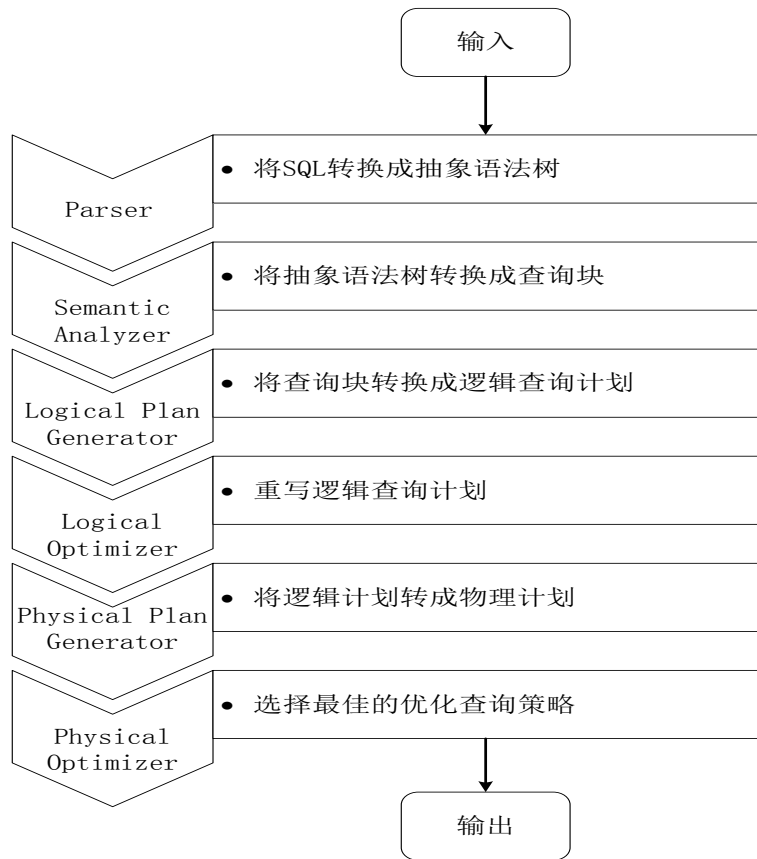 输入
• 将SQL转换成抽象语法树
Parser
• 将抽象语法树转换成查询块
Semantic
Analyzer
• 将查询块转换成逻辑查询计划
Logical Plan
Generator
• 重写逻辑查询计划
Logical
Optimizer
• 将逻辑计划转成物理计划
Physical Plan
Generator
• 选择最佳的优化查询策略
Physical
Optimizer
输出